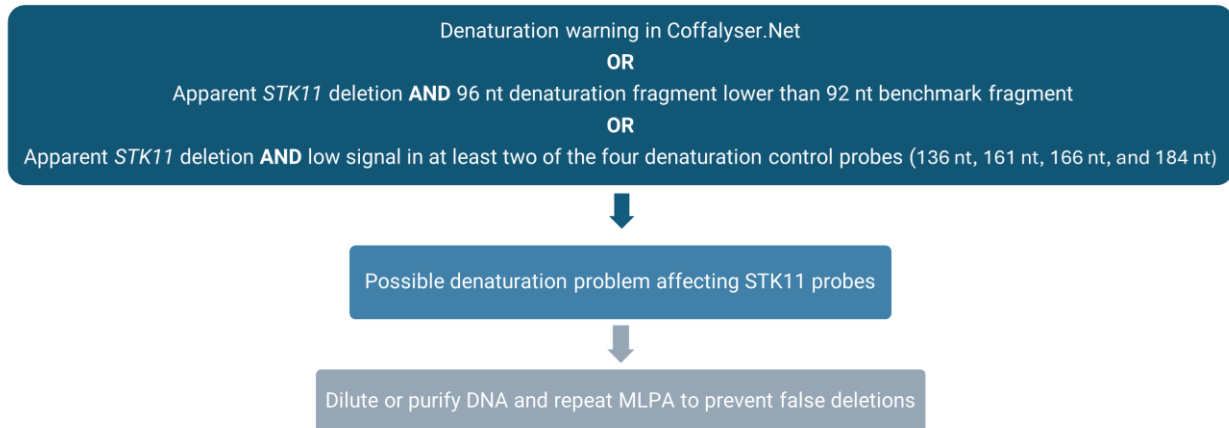 Denaturation warning in Coffalyser.Net
OR
Apparent STK11 deletion AND 96 nt denaturation fragment lower than 92 nt benchmark fragment
OR
Apparent STK11 deletion AND low signal in at least two of the four denaturation control probes (136 nt, 161 nt, 166 nt, and 184 nt)
Possible denaturation problem affecting STK11 probes
Dilute or purify DNA and repeat MLPA to prevent false deletions